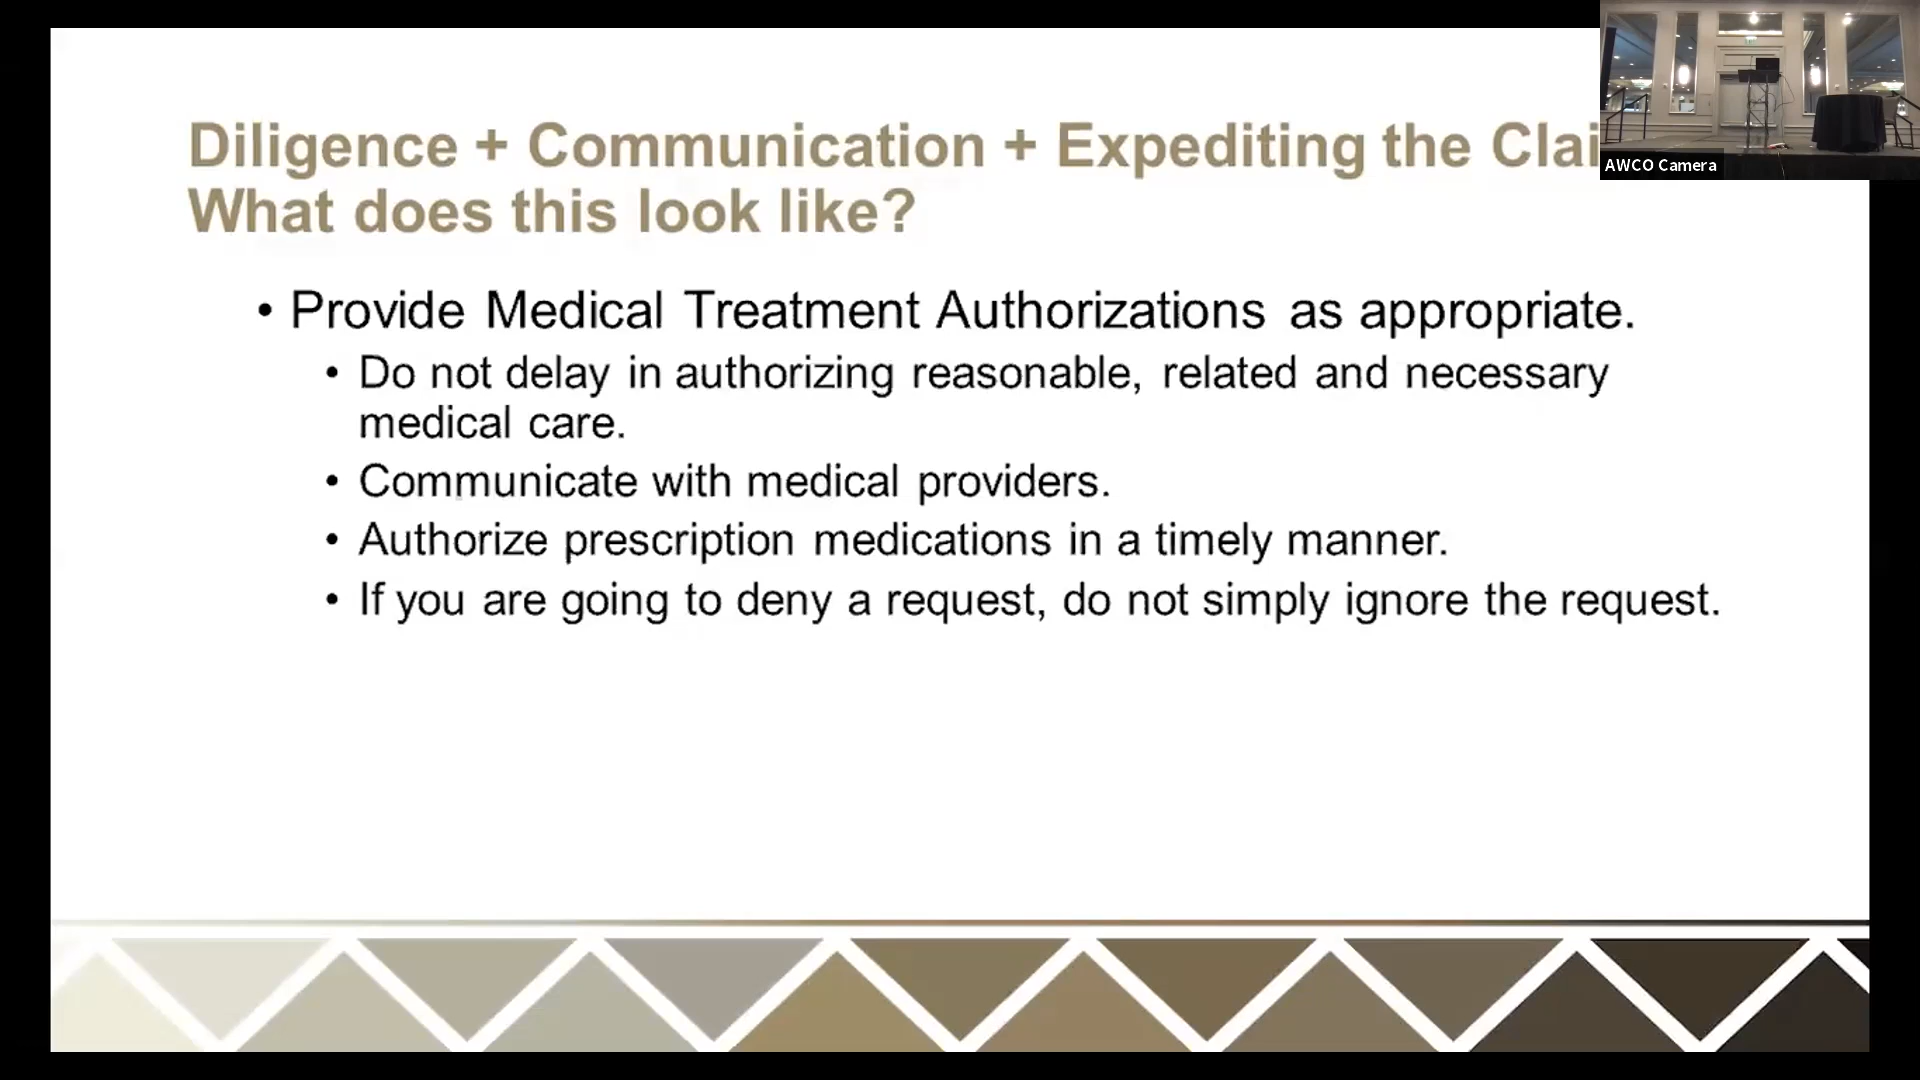 Diligence + Communication + Expediting the Clai
What does this look like?
• Provide Medical Treatment Authorizations as appropriate.
• Do not delay in authorizing reasonable, related and necessary
medical care.
• Communicate with medical providers.
• Authorize prescription medications in a timely manner.
• If you are going to deny a request, do not simply ignore the request.
AWCO Camera